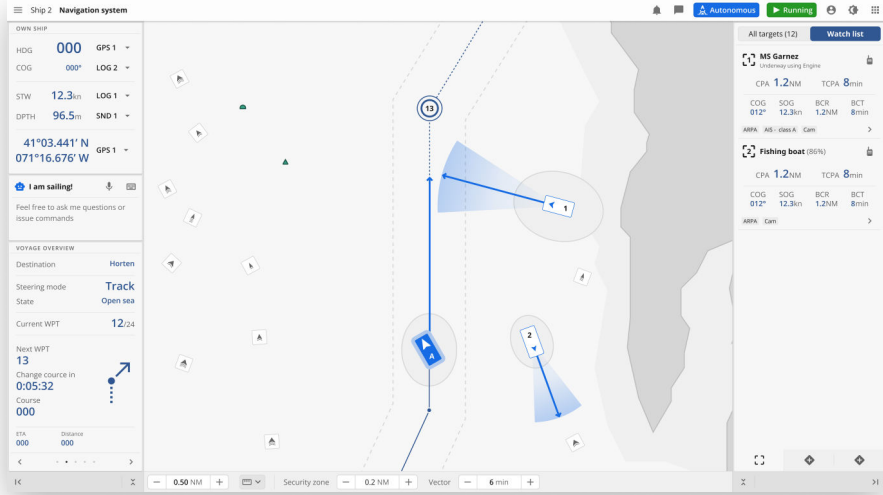 Ship 2 Navigation system
Autonomous
Running
OWN SHIP
HDG 000 GPS 1
COG 000° LOG 2
STW 12.3kn LOG 1
DPTH 96.5m SND 1
41°03.441' N
071°16.676' W
GPS 1
I am sailing!
Feel free to ask me questions or
issue commands
VOYAGE OVERVIEW
Destination Horten
Steering mode Track
State Open sea
Current WPT 12/24
Next WPT
13
Change cource in
0:05:32
Course
000
ETA Distance
000 000
13
1
2
A
0.50 NM
Security zone 0.2 NM
Vector 6 min
All targets (12) Watch list
1 MS Garnez
Underway using Engine
CPA 1.2NM TCPA 8min
COG SOG BCR BCT
012° 12.3kn 1.2NM 8min
ARPA AIS - class A Cam
2 Fishing boat (86%)
CPA 1.2NM TCPA 8min
COG SOG BCR BCT
012° 12.3kn 1.2NM 8min
ARPA Cam